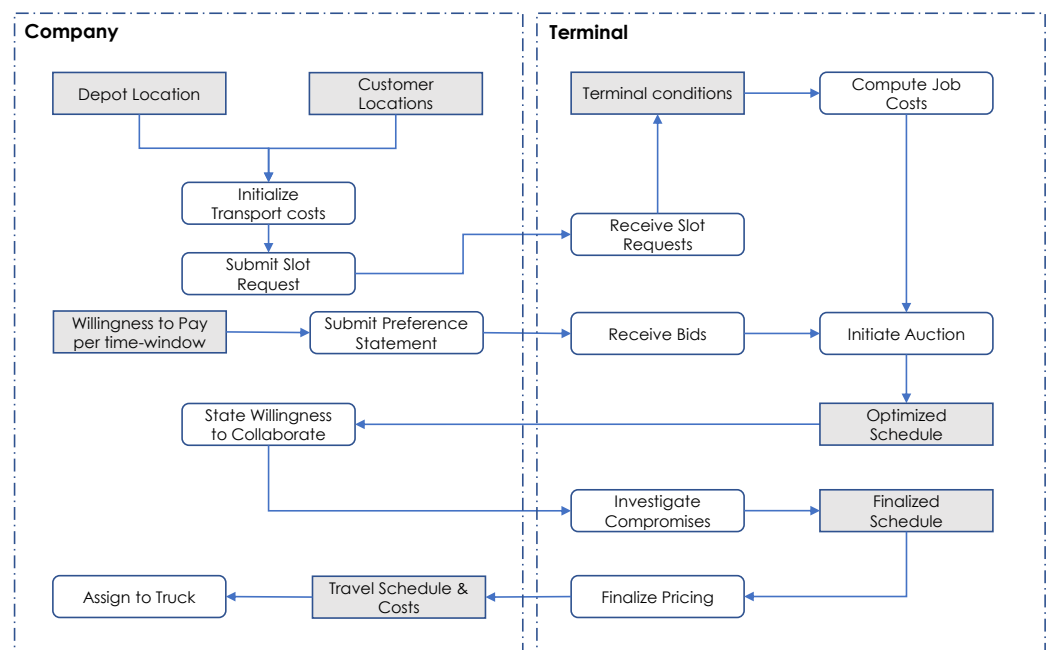 Company
Depot Location
Customer
Locations
Initialize
Transport costs
Submit Slot
Request
Willingness to Pay
per time-window
Submit Preference
Statement
State Willingness
to Collaborate
Assign to Truck
Travel Schedule &
Costs
Terminal
Terminal conditions
Compute Job
Costs
Receive Slot
Requests
Receive Bids
Initiate Auction
Optimized
Schedule
Investigate
Compromises
Finalized
Schedule
Finalize Pricing